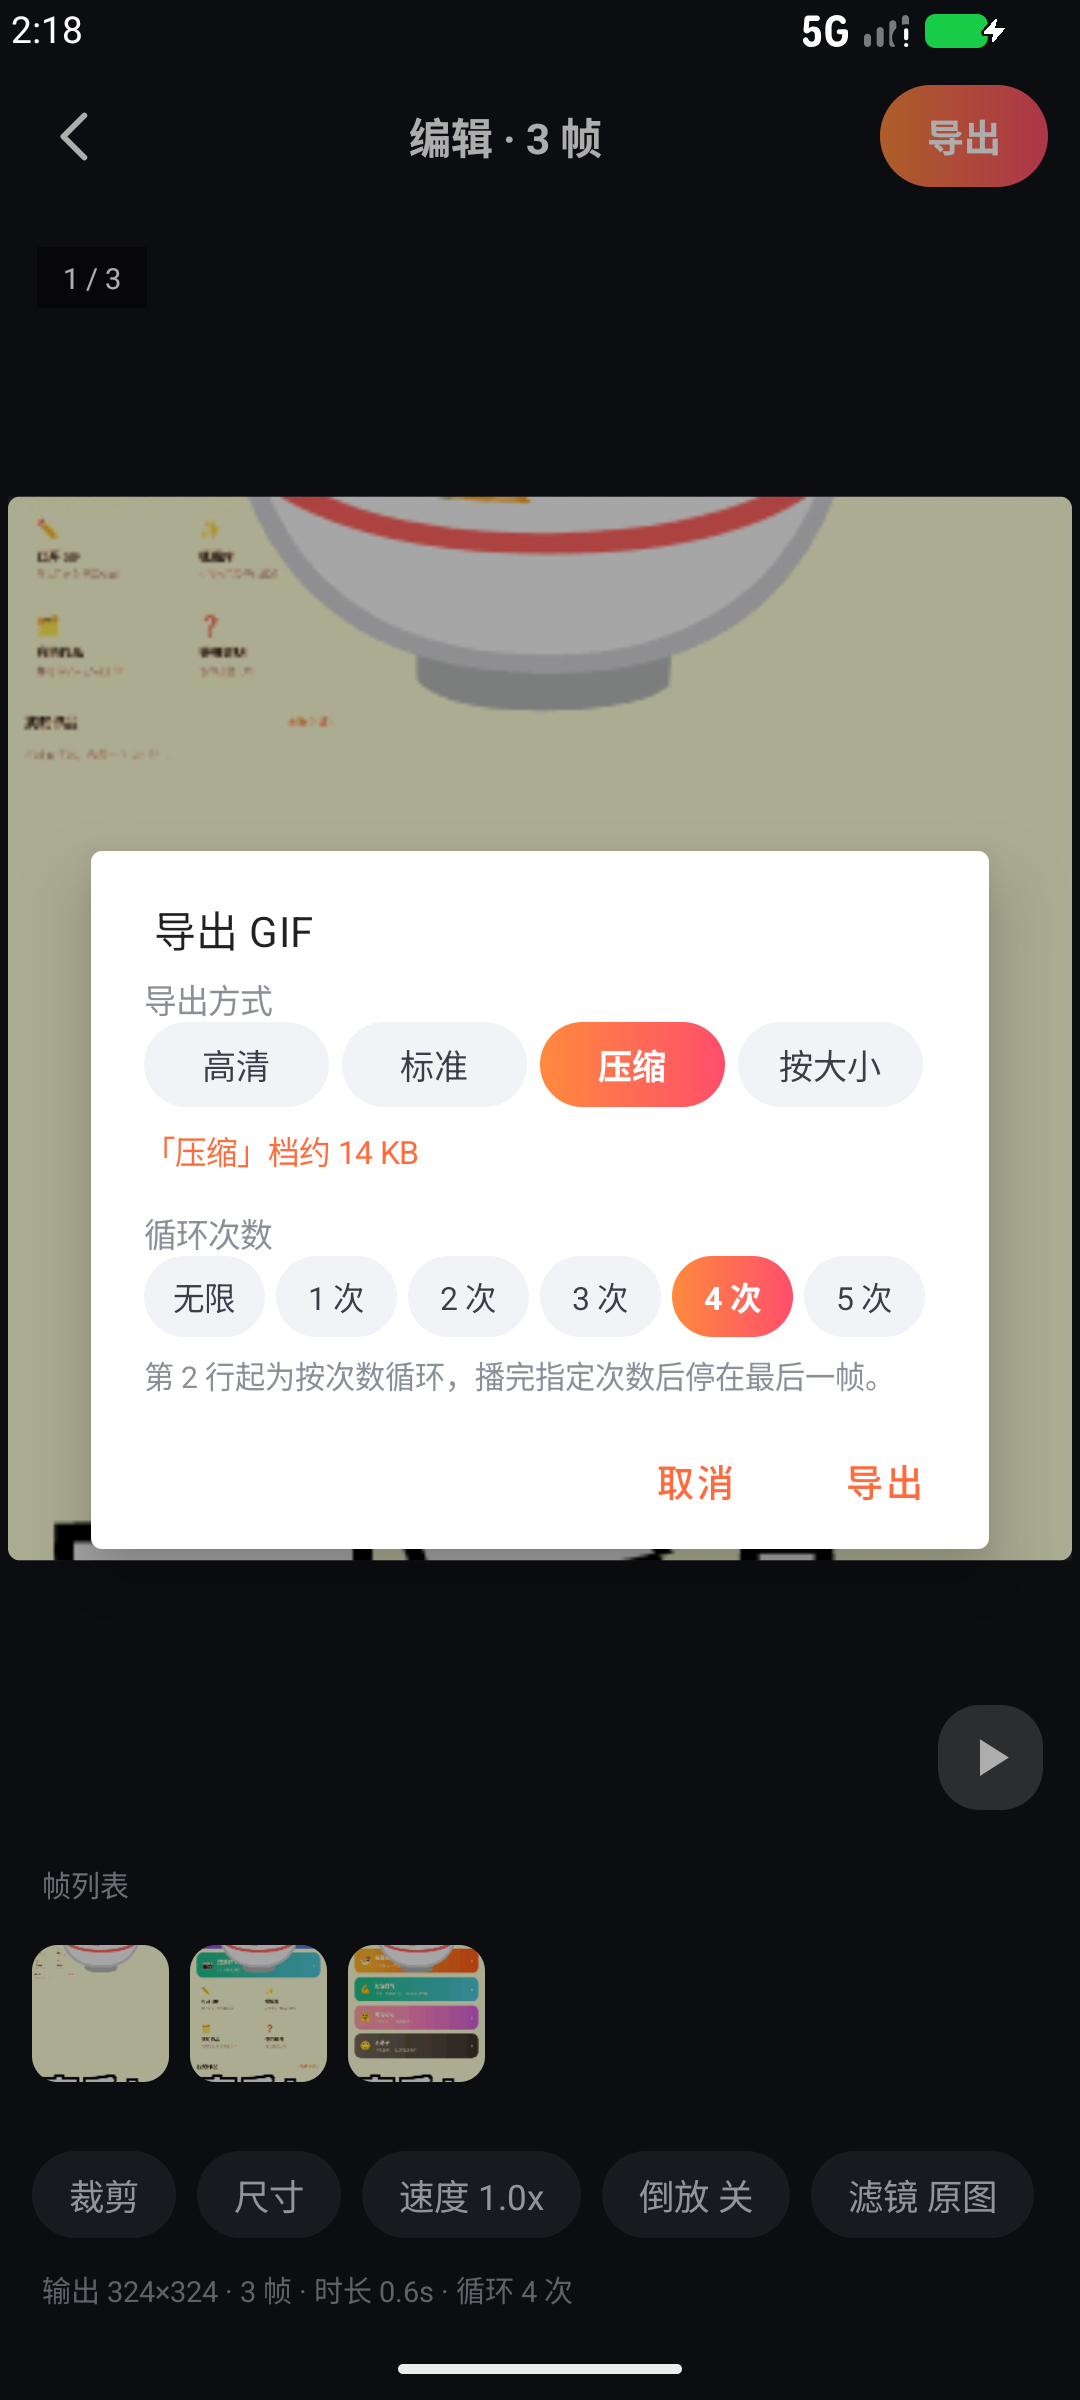 2:18
5G
编辑 · 3 帧
导出
1 / 3
导出 GIF
导出方式
高清
标准
压缩
按大小
「压缩」档约 14 KB
循环次数
无限
1 次
2 次
3 次
4 次
5 次
第 2 行起为按次数循环，播完指定次数后停在最后一帧。
取消
导出
帧列表
裁剪
尺寸
速度 1.0x
倒放 关
滤镜 原图
输出 324×324 · 3 帧 · 时长 0.6s · 循环 4 次